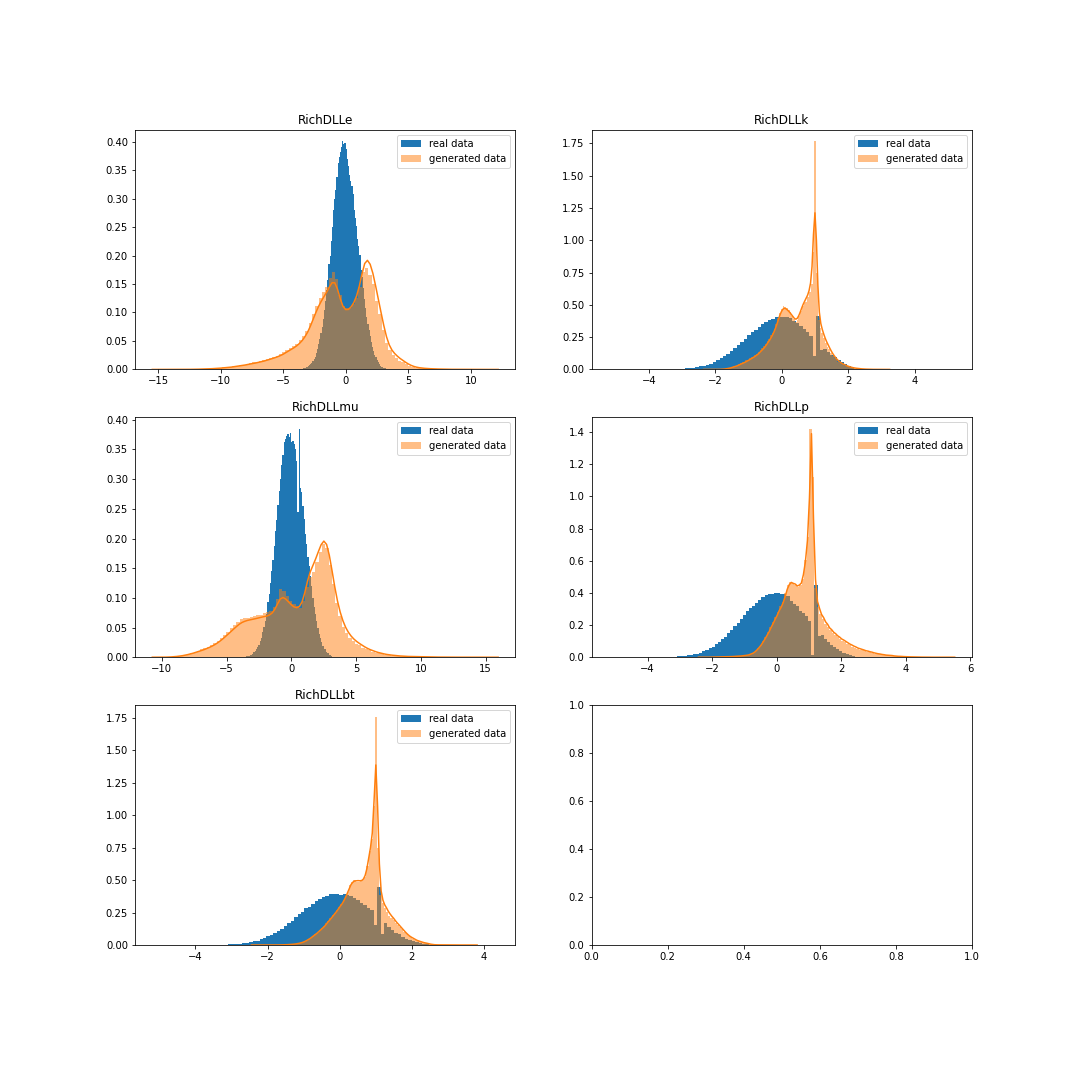 RichDLLe
real data
generated data
0.40
0.35
0.30
0.25
0.20
0.15
0.10
0.05
0.00
−15 −10 −5 0 5 10
RichDLLk
real data
generated data
1.75
1.50
1.25
1.00
0.75
0.50
0.25
0.00
−4 −2 0 2 4
RichDLLmu
real data
generated data
0.40
0.35
0.30
0.25
0.20
0.15
0.10
0.05
0.00
−10 −5 0 5 10 15
RichDLLp
real data
generated data
1.4
1.2
1.0
0.8
0.6
0.4
0.2
0.0
−4 −2 0 2 4 6
RichDLLbt
real data
generated data
1.75
1.50
1.25
1.00
0.75
0.50
0.25
0.00
−4 −2 0 2 4
1.0
0.8
0.6
0.4
0.2
0.0
0.0 0.2 0.4 0.6 0.8 1.0